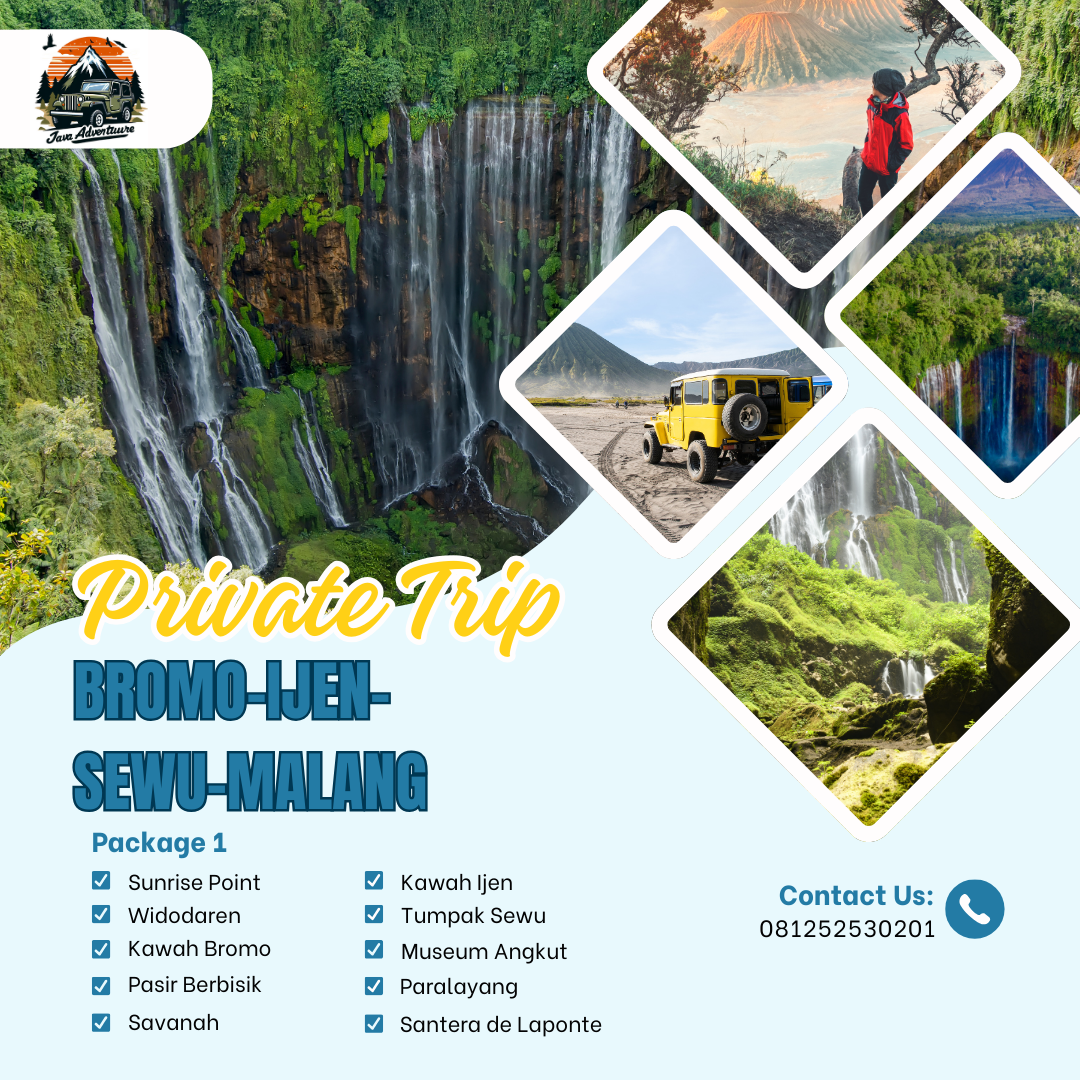 Java Adventuure
Private Trip
BROMO-IJEN-
SEWU-MALANG
Package 1
Sunrise Point
Widodaren
Kawah Bromo
Pasir Berbisik
Savanah
Kawah Ijen
Tumpak Sewu
Museum Angkut
Paralayang
Santera de Laponte
Contact Us:
081252530201